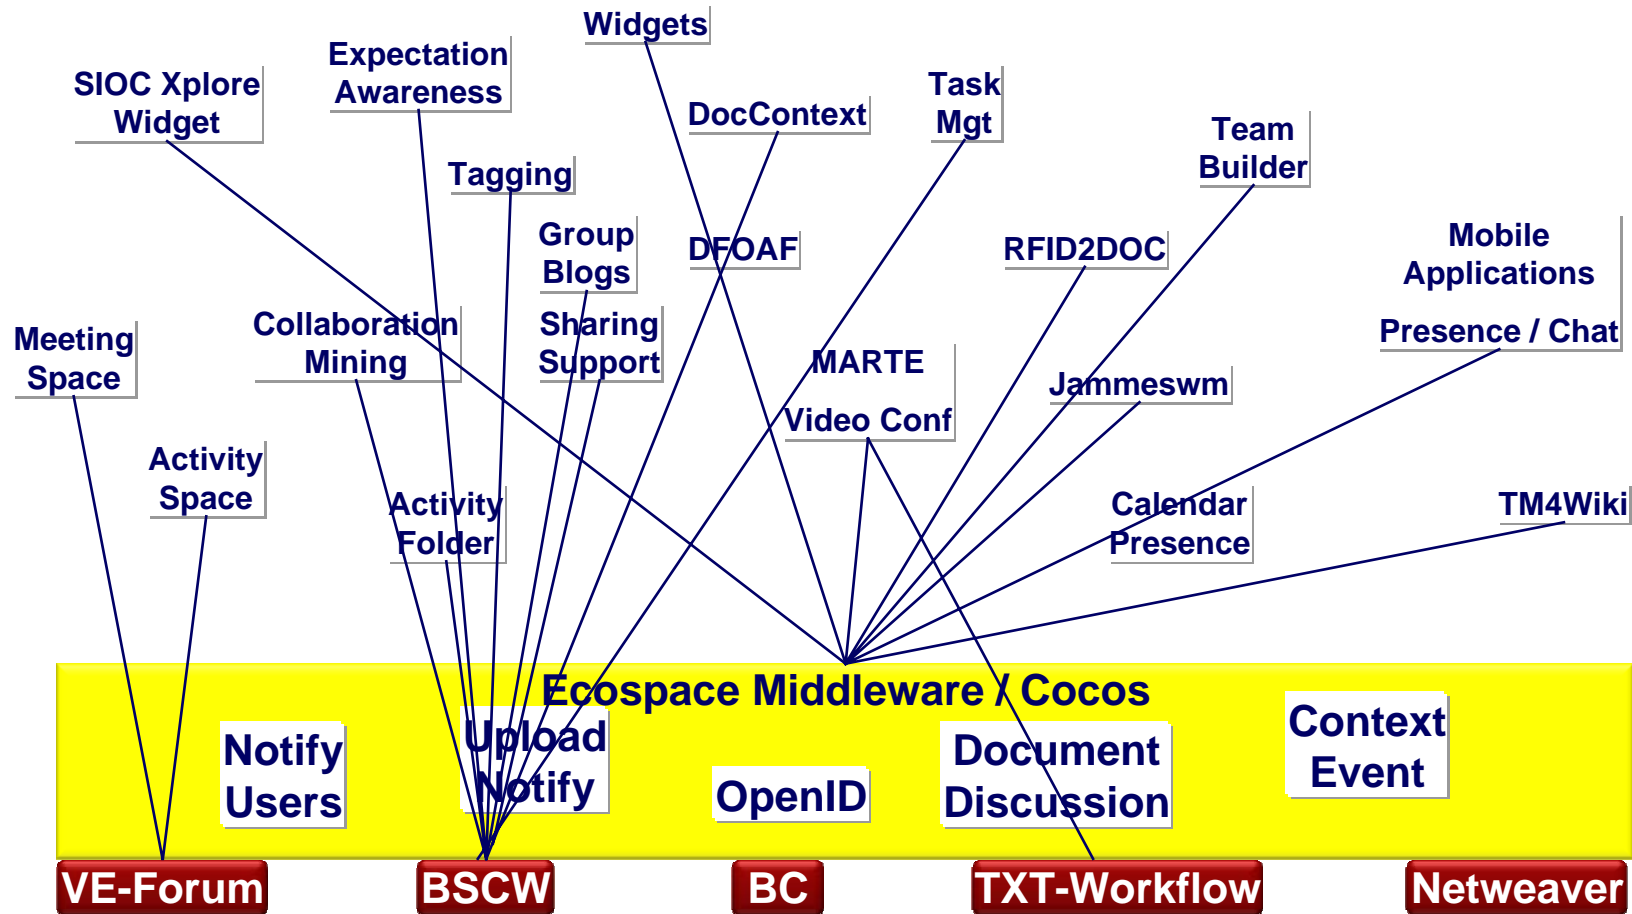 Widgets
Expectation
Awareness
SIOC Xplore
Widget
DocContext
Task
Mgt
Team
Builder
Tagging
Group
Blogs
DFOAF
RFID2DOC
Mobile
Applications
Presence / Chat
Meeting
Space
Collaboration
Mining
Sharing
Support
MARTE
Video Conf
Jammeswm
Activity
Space
Activity
Folder
Calendar
Presence
TM4Wiki
Ecospace Middleware / Cocos
Notify
Users
Upload
Notify
OpenID
Document
Discussion
Context
Event
VE-Forum
BSCW
BC
TXT-Workflow
Netweaver